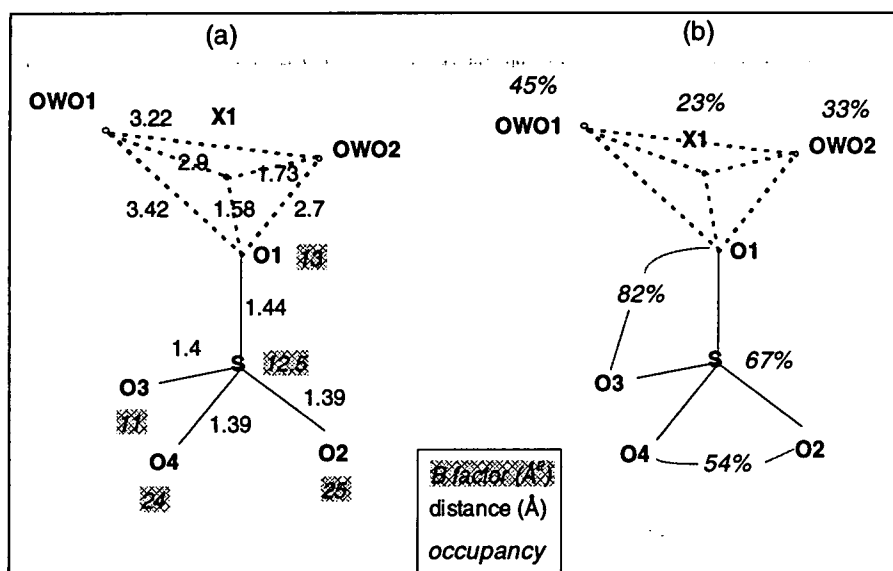 (a)
OWO1
3.22
X1
OWO2
2.9
1.73
3.42
1.58
2.7
O1
13
1.44
1.4
S
12.5
O3
11
1.39
1.39
O4
24
O2
25
(b)
45%
OWO1
23%
X1
33%
OWO2
O1
82%
S
67%
O3
O4
54%
O2
B factor (Å²)
distance (Å)
occupancy